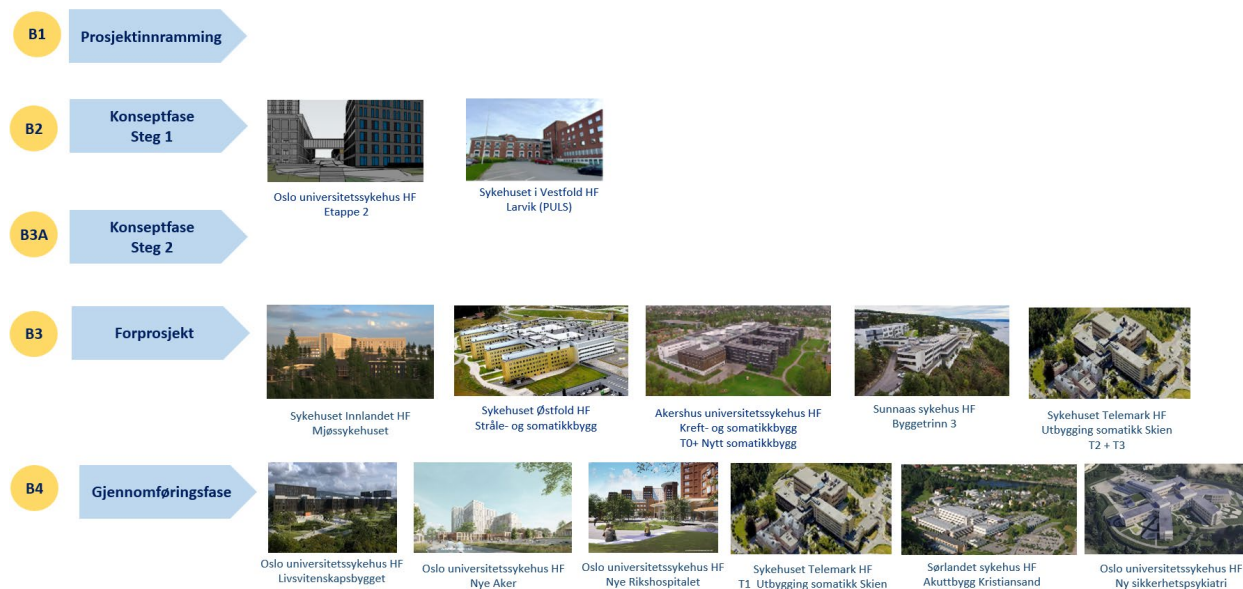 B1
Prosjektinnramming
B2
Konseptfase
Steg 1
Oslo universitetssykehus HF
Etappe 2
Sykehuset i Vestfold HF
Larvik (PULS)
B3A
Konseptfase
Steg 2
B3
Forprosjekt
Sykehuset Innlandet HF
Mjøssykehuset
Sykehuset Østfold HF
Stråle- og somatikkbygg
Akershus universitetssykehus HF
Kreft- og somatikkbygg
T0+ Nytt somatikkbygg
Sunnaas sykehus HF
Byggetrinn 3
Sykehuset Telemark HF
Utbygging somatikk Skien
T2 + T3
B4
Gjennomføringsfase
Oslo universitetssykehus HF
Livsvitenskapsbygget
Oslo universitetssykehus HF
Nye Aker
Oslo universitetssykehus HF
Nye Rikshospitalet
Sykehuset Telemark HF
T1 Utbygging somatikk Skien
Sørlandet sykehus HF
Akuttbygg Kristiansand
Oslo universitetssykehus HF
Ny sikkerhetspsykiatri